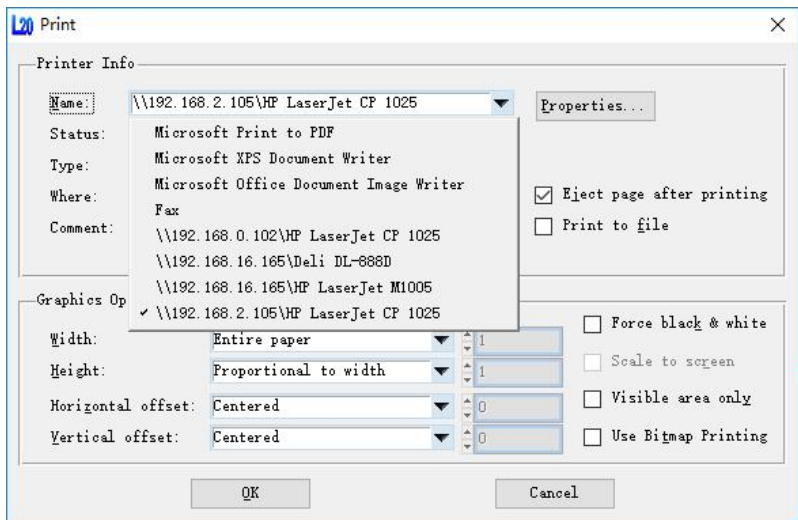 L20 Print
Printer Info
Name: \\192.168.2.105\HP LaserJet CP 1025 Properties...
Status:
Type:
Where:
Comment:
Microsoft Print to PDF
Microsoft XPS Document Writer
Microsoft Office Document Image Writer
Fax
\\192.168.0.102\HP LaserJet CP 1025
\\192.168.16.165\Deli DL-888D
\\192.168.16.165\HP LaserJet M1005
✓ \\192.168.2.105\HP LaserJet CP 1025
Eject page after printing
Print to file
Graphics Op
Width: Entire paper 1
Height: Proportional to width 1
Horizontal offset: Centered 0
Vertical offset: Centered 0
Force black & white
Scale to screen
Visible area only
Use Bitmap Printing
OK Cancel